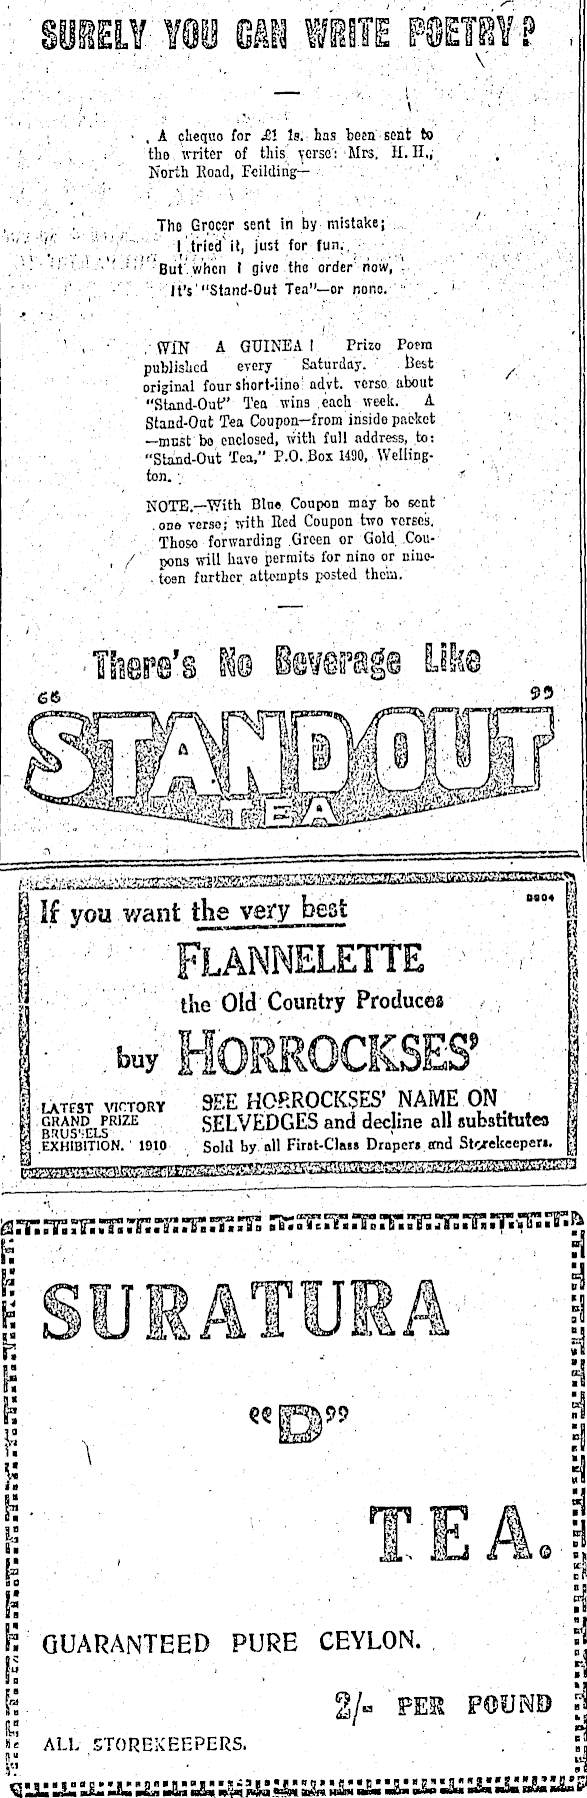 SURELY YOU CAN WRITE POETRY?
A cheque for £1 1s. has been sent to
the writer of this verse: Mrs. H. H.,
North Road, Feilding—
The Grocer sent in by mistake;
I tried it, just for fun.
But when I give the order now,
It's "Stand-Out Tea"—or none.
WIN A GUINEA! Prize Poem
published every Saturday. Best
original four short-line advt. verse about
"Stand-Out" Tea wins each week. A
Stand-Out Tea Coupon—from inside packet
—must be enclosed, with full address, to:
"Stand-Out Tea," P.O. Box 1490, Welling-
ton.
NOTE.—With Blue Coupon may be sent
one verse; with Red Coupon two verses.
Those forwarding Green or Gold Cou-
pons will have permits for nine or nine-
teen further attempts posted them.
There's No Beverage Like
"STAND OUT"
TEA
If you want the very best
FLANNELETTE
the Old Country Produces
buy HORROCKSES'
LATEST VICTORY
GRAND PRIZE
BRUSSELS
EXHIBITION. 1910
SEE HORROCKSES' NAME ON
SELVEDGES and decline all substitutes
Sold by all First-Class Drapers and Storekeepers.
SURATURA
"D"
TEA.
GUARANTEED PURE CEYLON.
2/- PER POUND
ALL STOREKEEPERS.